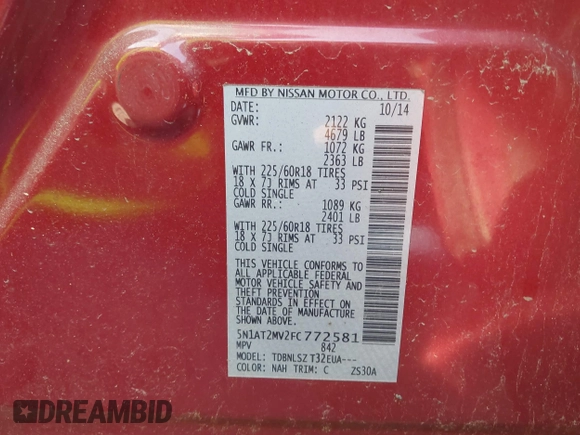 MFD BY NISSAN MOTOR CO., LTD.
DATE: 10/14
GVWR: 2122 KG
4679 LB
GAWR FR.: 1072 KG
2363 LB
WITH 225/60R18 TIRES
18 X 7J RIMS AT 33 PSI
COLD SINGLE
GAWR RR.: 1089 KG
2401 LB
WITH 225/60R18 TIRES
18 X 7J RIMS AT 33 PSI
COLD SINGLE
THIS VEHICLE CONFORMS TO
ALL APPLICABLE FEDERAL
MOTOR VEHICLE SAFETY AND
THEFT PREVENTION
STANDARDS IN EFFECT ON
THE DATE OF MANUFACTURE
SHOWN ABOVE.
5N1AT2MV2FC772581
MPV 842
MODEL: TDBNLSZ T32EUA---
COLOR: NAH TRIM: C ZS30A
DREAMBID